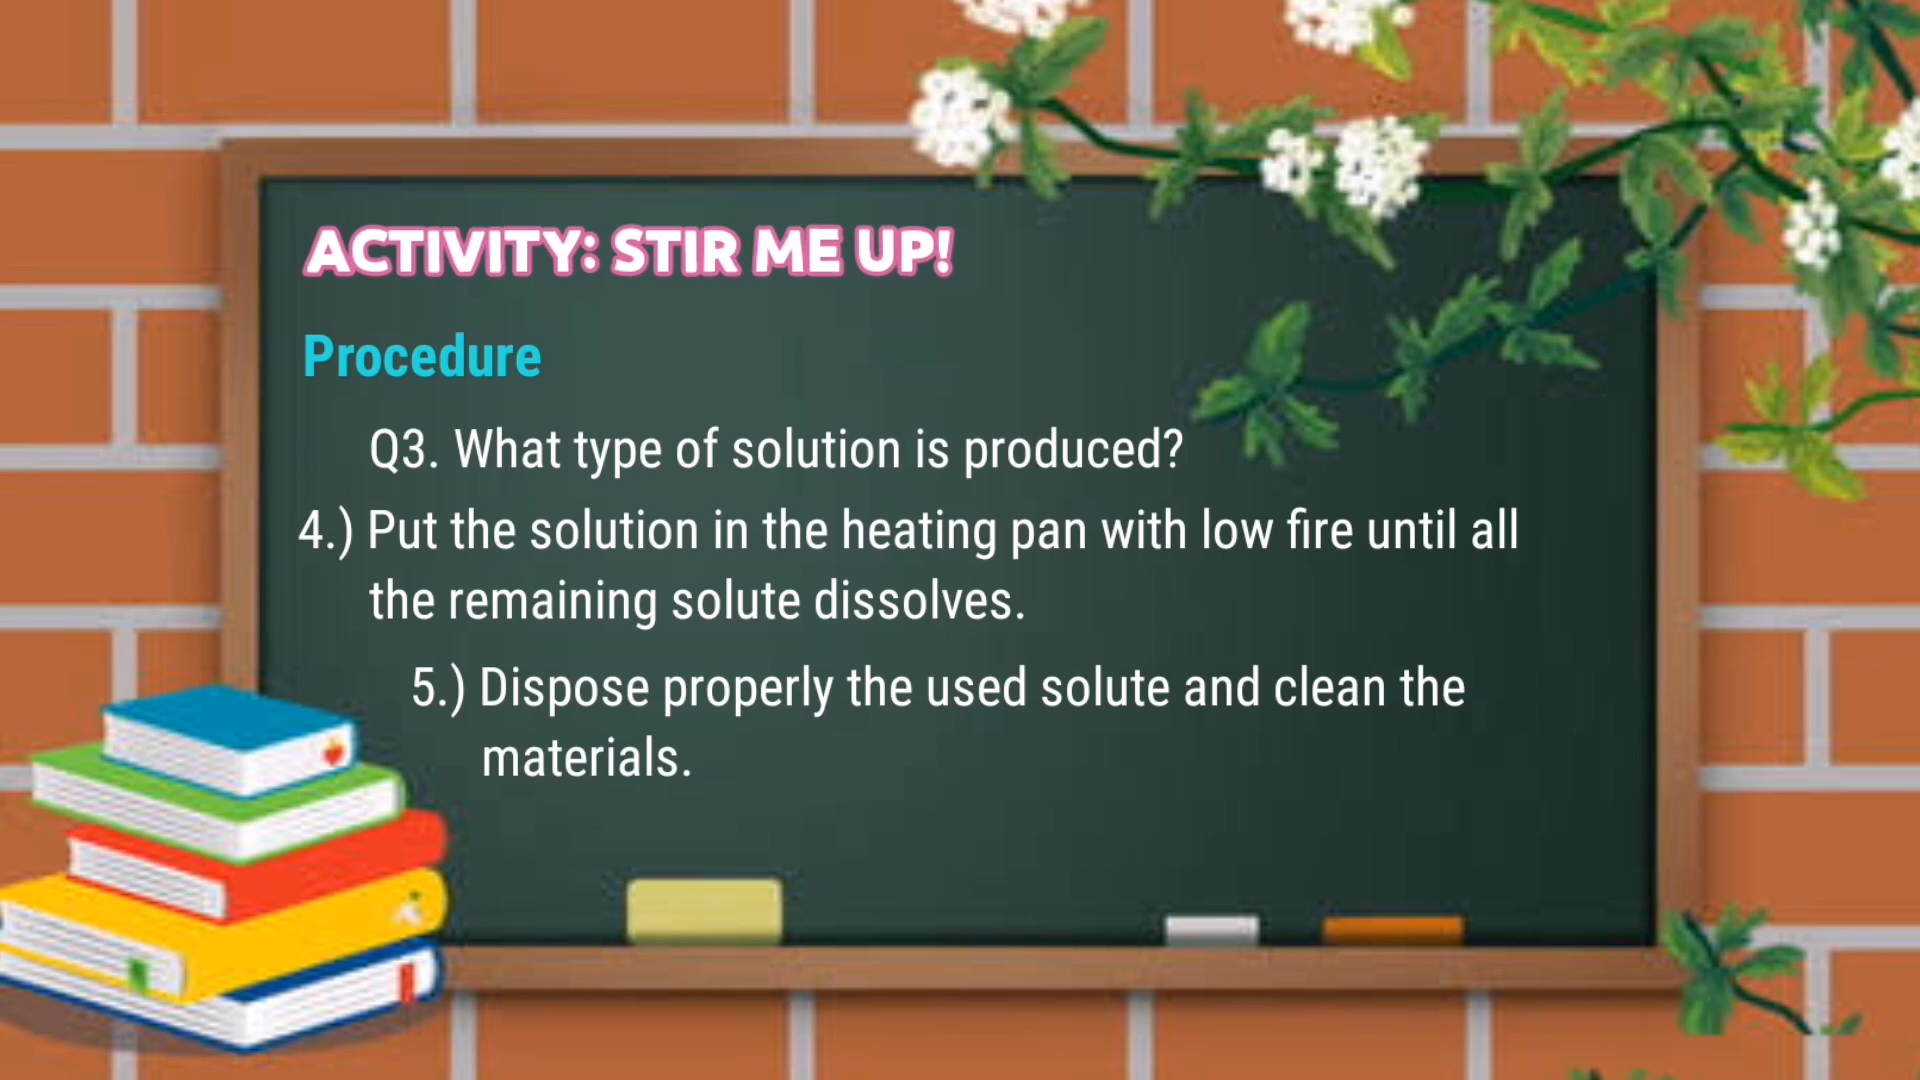 ACTIVITY: STIR ME UP!
Procedure
Q3. What type of solution is produced?
4.) Put the solution in the heating pan with low fire until all
the remaining solute dissolves.
5.) Dispose properly the used solute and clean the
materials.